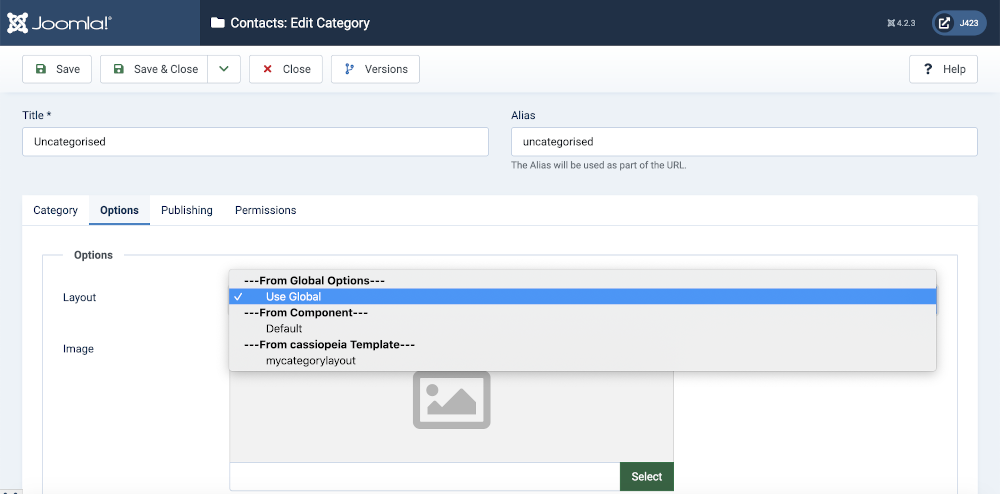 Joomla!® Contacts: Edit Category 4.2.3 J423
Save Save & Close Close Versions ? Help
Title * Alias
Uncategorised uncategorised
The Alias will be used as part of the URL.
Category Options Publishing Permissions
Options
---From Global Options---
Layout ✓ Use Global
---From Component---
Default
Image ---From cassiopeia Template---
mycategorylayout
Select